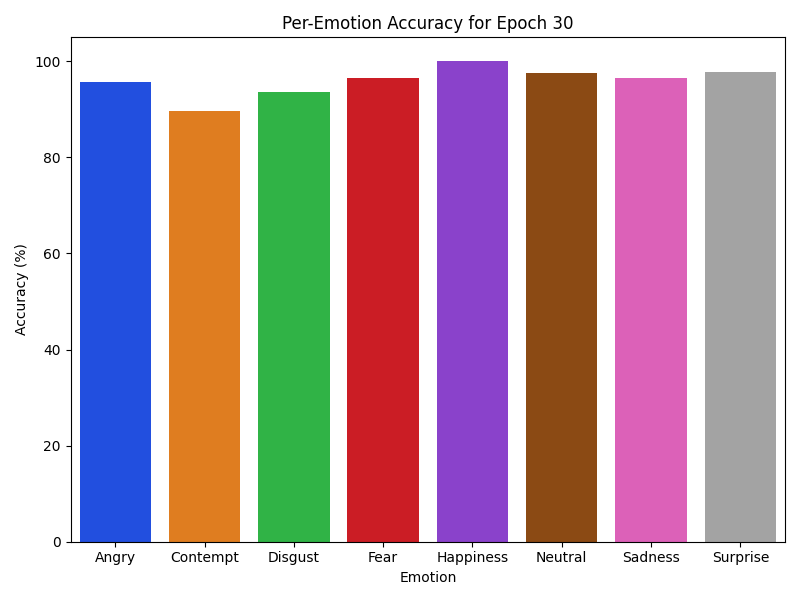 Per-Emotion Accuracy for Epoch 30
Accuracy (%)
100
80
60
40
20
0
Angry Contempt Disgust Fear Happiness Neutral Sadness Surprise
Emotion